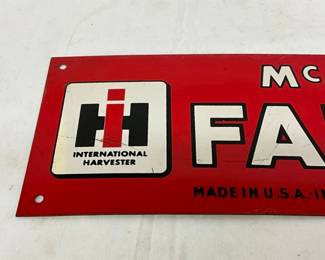 Mc
IH
INTERNATIONAL
HARVESTER
FA
MADE IN U.S.A.